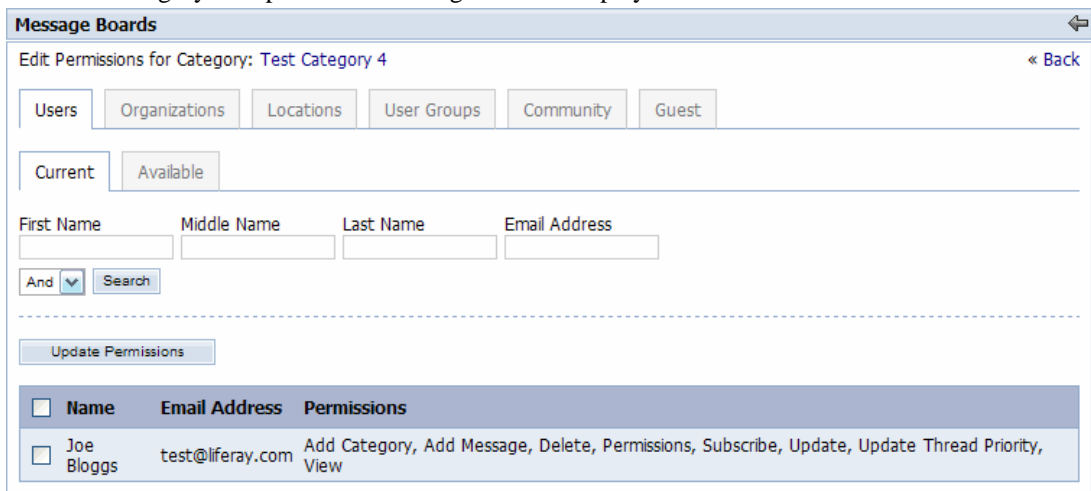 Message Boards
Edit Permissions for Category: Test Category 4 « Back
Users Organizations Locations User Groups Community Guest
Current Available
First Name Middle Name Last Name Email Address
And Search
Update Permissions
Name Email Address Permissions
Joe Bloggs test@liferay.com Add Category, Add Message, Delete, Permissions, Subscribe, Update, Update Thread Priority,
View